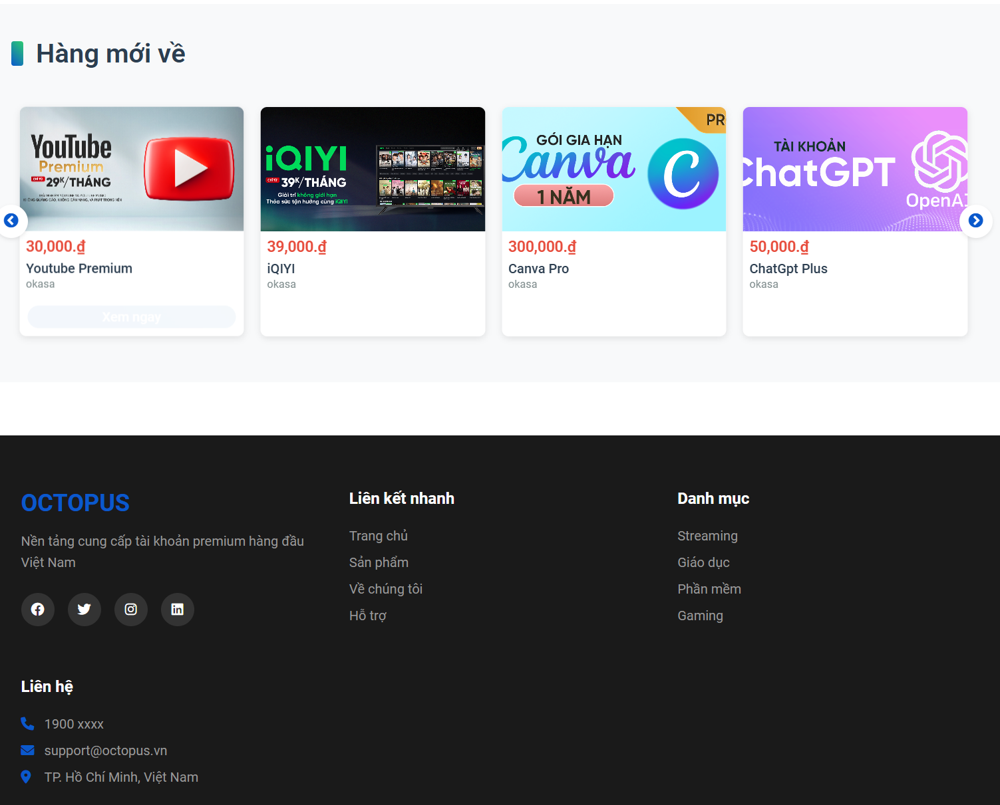 Hàng mới về
YouTube
Premium
CHỈ TỪ 29K/THÁNG
30,000.₫
Youtube Premium
okasa
Xem ngay
iQIYI
CHỈ TỪ 39K/THÁNG
Giải trí không giới hạn
Thỏa sức tận hưởng cùng iQIYI
39,000.₫
iQIYI
okasa
PR
GÓI GIA HẠN
Canva
C
1 NĂM
300,000.₫
Canva Pro
okasa
TÀI KHOẢN
ChatGPT
OpenAI
50,000.₫
ChatGpt Plus
okasa
OCTOPUS
Nền tảng cung cấp tài khoản premium hàng đầu
Việt Nam
Liên kết nhanh
Trang chủ
Sản phẩm
Về chúng tôi
Hỗ trợ
Danh mục
Streaming
Giáo dục
Phần mềm
Gaming
Liên hệ
1900 xxxx
support@octopus.vn
TP. Hồ Chí Minh, Việt Nam